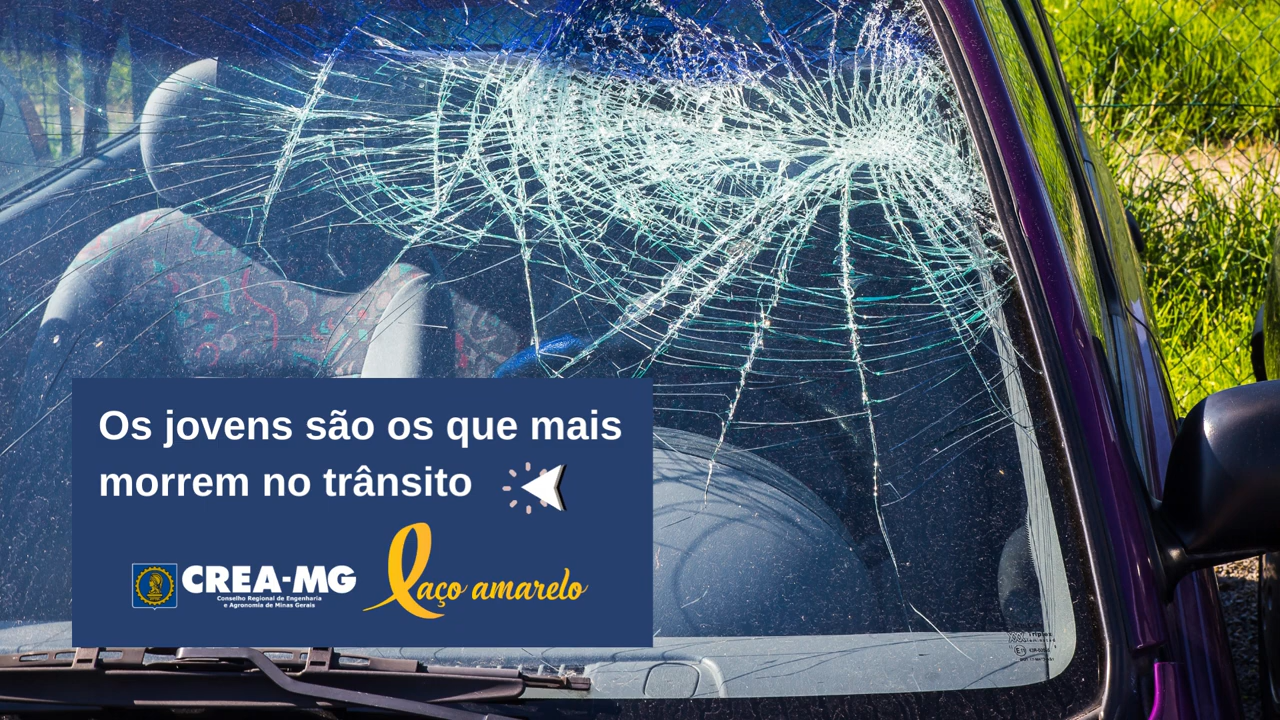 Os jovens são os que mais
morrem no trânsito
CREA-MG
Conselho Regional de Engenharia
e Agronomia de Minas Gerais
laço amarelo
Triplex